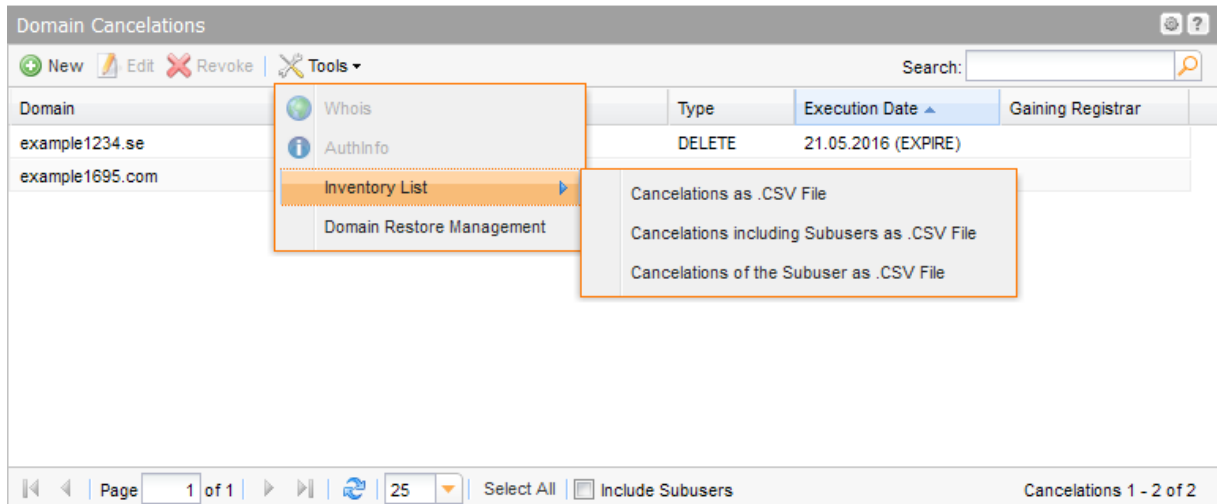 Domain Cancelations
New Edit Revoke Tools Search:
Domain Type Execution Date Gaining Registrar
example1234.se DELETE 21.05.2016 (EXPIRE)
example1695.com
Whois
AuthInfo
Inventory List
Domain Restore Management
Cancelations as .CSV File
Cancelations including Subusers as .CSV File
Cancelations of the Subuser as .CSV File
Page 1 of 1 25 Select All Include Subusers Cancelations 1 - 2 of 2